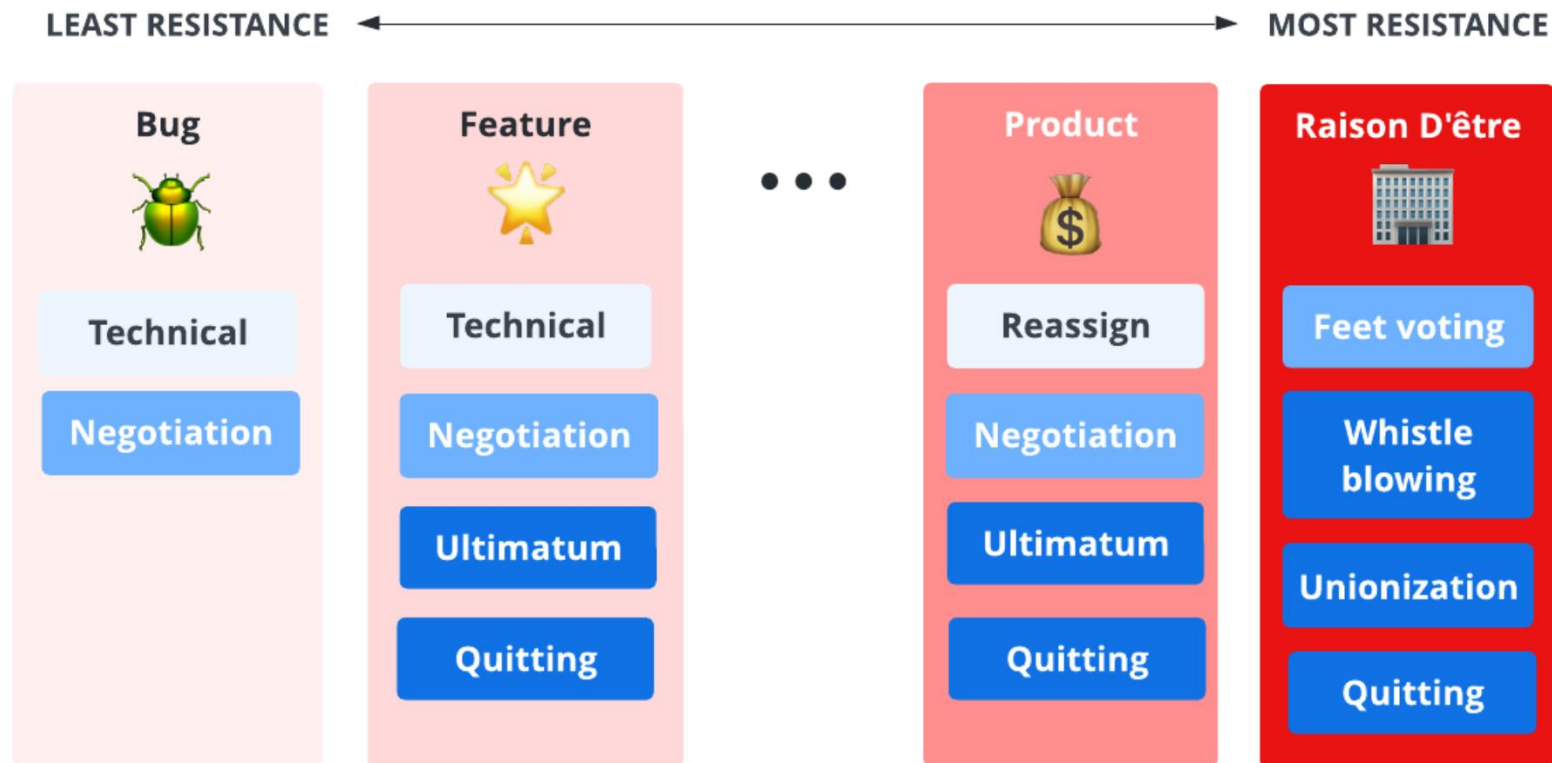 LEAST RESISTANCE
MOST RESISTANCE
Bug
Technical
Negotiation
Feature
Technical
Negotiation
Ultimatum
Quitting
• • •
Product
$
Reassign
Negotiation
Ultimatum
Quitting
Raison D'être
Feet voting
Whistle
blowing
Unionization
Quitting